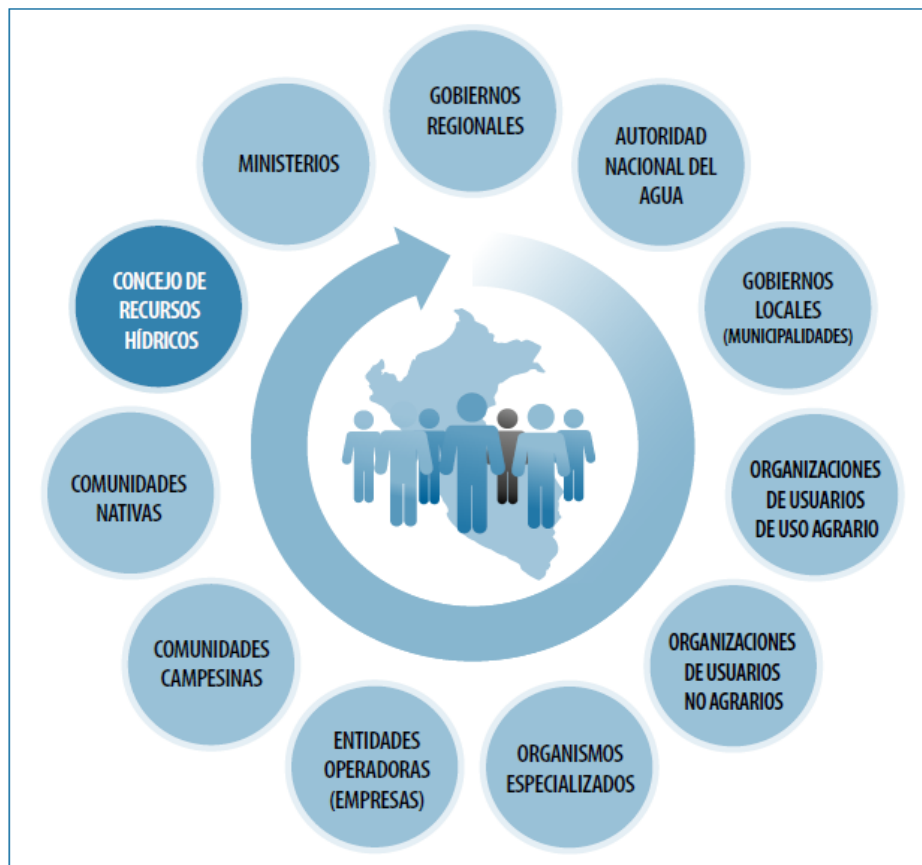 GOBIERNOS
REGIONALES
AUTORIDAD
NACIONAL DEL
AGUA
GOBIERNOS
LOCALES
(MUNICIPALIDADES)
ORGANIZACIONES
DE USUARIOS
DE USO AGRARIO
ORGANIZACIONES
DE USUARIOS
NO AGRARIOS
ORGANISMOS
ESPECIALIZADOS
ENTIDADES
OPERADORAS
(EMPRESAS)
COMUNIDADES
CAMPESINAS
COMUNIDADES
NATIVAS
CONCEJO DE
RECURSOS
HÍDRICOS
MINISTERIOS